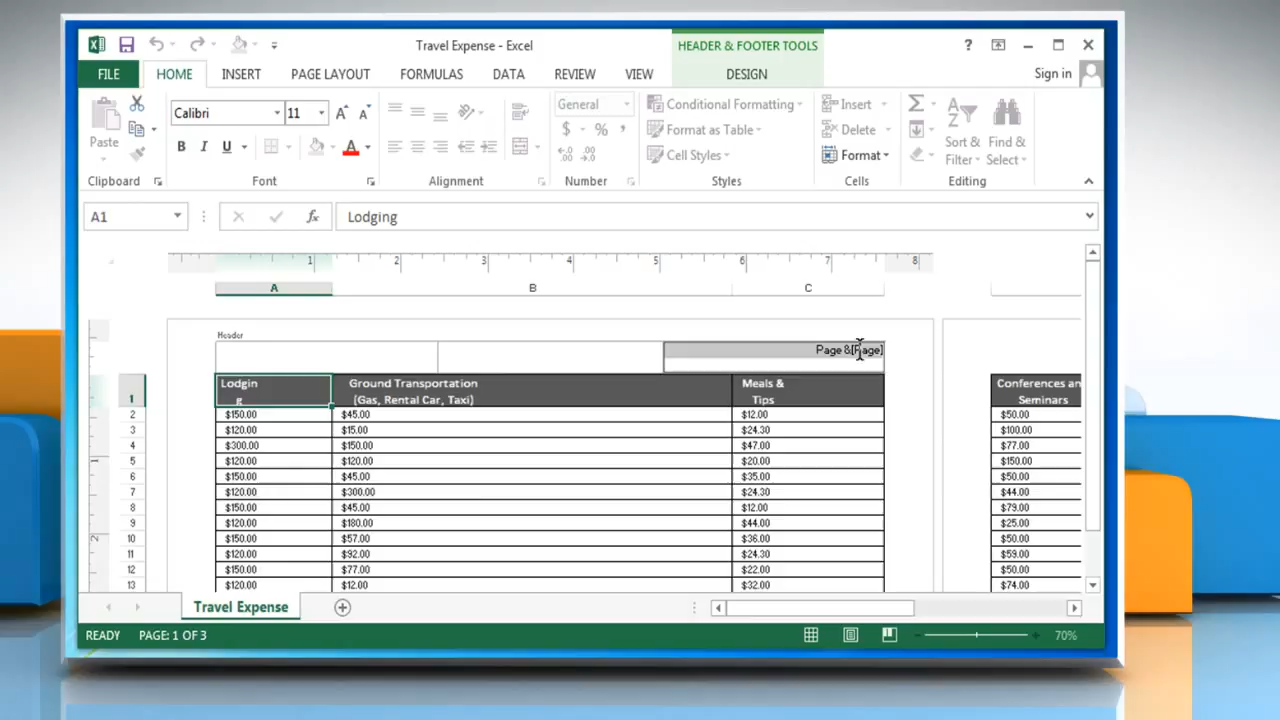 Travel Expense - Excel
HEADER & FOOTER TOOLS
?
FILE HOME INSERT PAGE LAYOUT FORMULAS DATA REVIEW VIEW DESIGN Sign in
Calibri 11 A A General Conditional Formatting Insert
Paste $ % , Format as Table Delete Sort & Find &
B I U A Cell Styles Format Filter Select
Clipboard Font Alignment Number Styles Cells Editing
A1 fx Lodging
1 2 3 4 5 6 7 8
A B C
Header
Page &[Page]
1 Lodgin Ground Transportation Meals & Conferences an
g (Gas, Rental Car, Taxi) Tips Seminars
2 $150.00 $45.00 $12.00 $50.00
3 $120.00 $15.00 $24.30 $100.00
4 $300.00 $150.00 $47.00 $77.00
5 $120.00 $120.00 $20.00 $150.00
6 $150.00 $45.00 $35.00 $50.00
7 $120.00 $300.00 $24.30 $44.00
8 $150.00 $45.00 $12.00 $79.00
9 $120.00 $180.00 $44.00 $25.00
10 $150.00 $57.00 $36.00 $50.00
11 $120.00 $92.00 $24.30 $59.00
12 $150.00 $77.00 $22.00 $50.00
13 $120.00 $12.00 $32.00 $74.00
Travel Expense
READY PAGE: 1 OF 3 70%